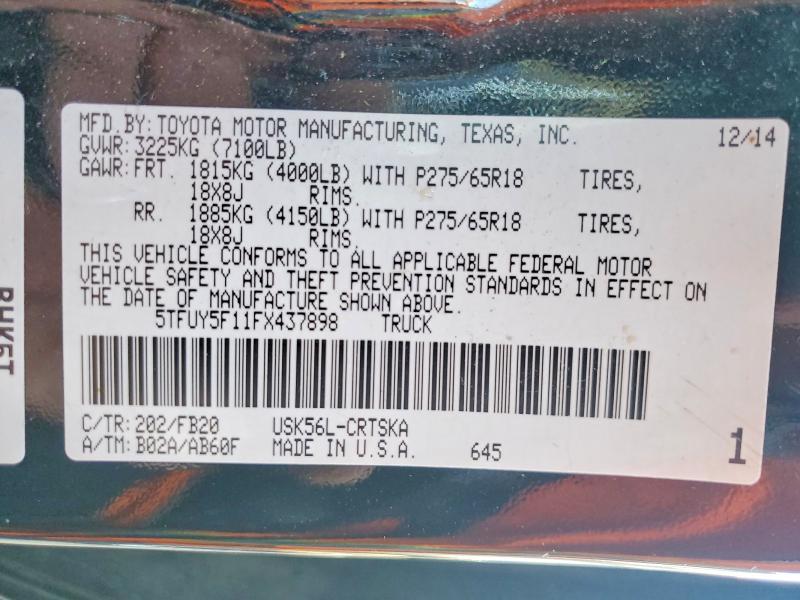 MFD.BY: TOYOTA MOTOR MANUFACTURING, TEXAS, INC. 12/14
GVWR: 3225KG (7100LB)
GAWR: FRT. 1815KG (4000LB) WITH P275/65R18 TIRES,
18X8J RIMS.
RR. 1885KG (4150LB) WITH P275/65R18 TIRES,
18X8J RIMS.
THIS VEHICLE CONFORMS TO ALL APPLICABLE FEDERAL MOTOR
VEHICLE SAFETY AND THEFT PREVENTION STANDARDS IN EFFECT ON
THE DATE OF MANUFACTURE SHOWN ABOVE.
5TFUY5F11FX437898 TRUCK
C/TR: 202/FB20 USK56L-CRTSKA
A/TM: B02A/AB60F MADE IN U.S.A. 645 1